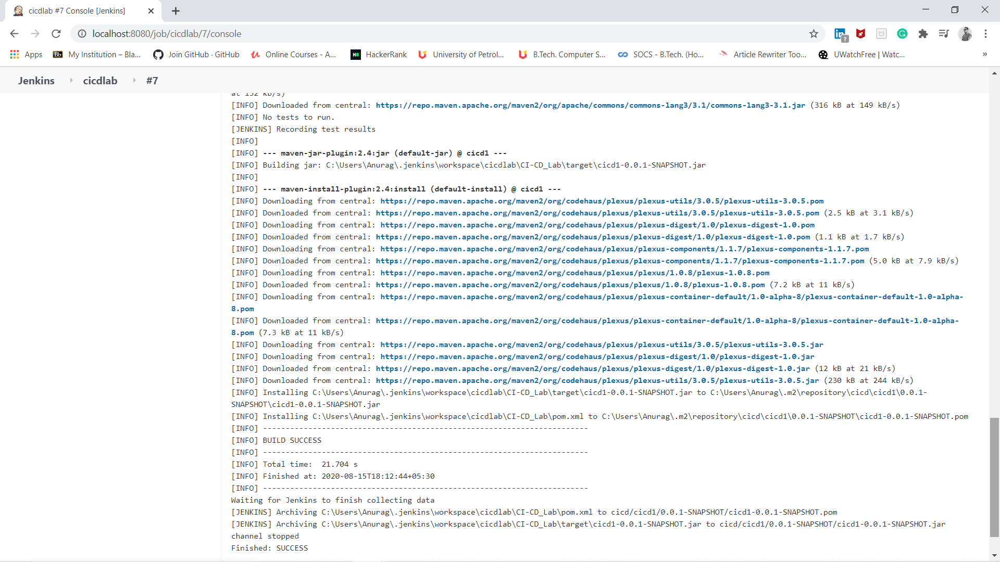 cicdlab #7 Console [Jenkins]
localhost:8080/job/cicdlab/7/console
Apps
Bb My Institution – Bla...
Join GitHub · GitHub
Online Courses - A...
HackerRank
University of Petrol...
B.Tech. Computer S...
SOCS - B.Tech. (Ho...
Article Rewriter Too...
UWatchFree | Watc...
»
Jenkins
cicdlab
#7
at 152 kB/s)
[INFO] Downloaded from central: https://repo.maven.apache.org/maven2/org/apache/commons/commons-lang3/3.1/commons-lang3-3.1.jar (316 kB at 149 kB/s)
[INFO] No tests to run.
[JENKINS] Recording test results
[INFO]
[INFO] --- maven-jar-plugin:2.4:jar (default-jar) @ cicd1 ---
[INFO] Building jar: C:\Users\Anurag\.jenkins\workspace\cicdlab\CI-CD_Lab\target\cicd1-0.0.1-SNAPSHOT.jar
[INFO]
[INFO] --- maven-install-plugin:2.4:install (default-install) @ cicd1 ---
[INFO] Downloading from central: https://repo.maven.apache.org/maven2/org/codehaus/plexus/plexus-utils/3.0.5/plexus-utils-3.0.5.pom
[INFO] Downloaded from central: https://repo.maven.apache.org/maven2/org/codehaus/plexus/plexus-utils/3.0.5/plexus-utils-3.0.5.pom (2.5 kB at 3.1 kB/s)
[INFO] Downloading from central: https://repo.maven.apache.org/maven2/org/codehaus/plexus/plexus-digest/1.0/plexus-digest-1.0.pom
[INFO] Downloaded from central: https://repo.maven.apache.org/maven2/org/codehaus/plexus/plexus-digest/1.0/plexus-digest-1.0.pom (1.1 kB at 1.7 kB/s)
[INFO] Downloading from central: https://repo.maven.apache.org/maven2/org/codehaus/plexus/plexus-components/1.1.7/plexus-components-1.1.7.pom
[INFO] Downloaded from central: https://repo.maven.apache.org/maven2/org/codehaus/plexus/plexus-components/1.1.7/plexus-components-1.1.7.pom (5.0 kB at 7.9 kB/s)
[INFO] Downloading from central: https://repo.maven.apache.org/maven2/org/codehaus/plexus/plexus/1.0.8/plexus-1.0.8.pom
[INFO] Downloaded from central: https://repo.maven.apache.org/maven2/org/codehaus/plexus/plexus/1.0.8/plexus-1.0.8.pom (7.2 kB at 11 kB/s)
[INFO] Downloading from central: https://repo.maven.apache.org/maven2/org/codehaus/plexus/plexus-container-default/1.0-alpha-8/plexus-container-default-1.0-alpha-
8.pom
[INFO] Downloaded from central: https://repo.maven.apache.org/maven2/org/codehaus/plexus/plexus-container-default/1.0-alpha-8/plexus-container-default-1.0-alpha-
8.pom (7.3 kB at 11 kB/s)
[INFO] Downloading from central: https://repo.maven.apache.org/maven2/org/codehaus/plexus/plexus-utils/3.0.5/plexus-utils-3.0.5.jar
[INFO] Downloading from central: https://repo.maven.apache.org/maven2/org/codehaus/plexus/plexus-digest/1.0/plexus-digest-1.0.jar
[INFO] Downloaded from central: https://repo.maven.apache.org/maven2/org/codehaus/plexus/plexus-digest/1.0/plexus-digest-1.0.jar (12 kB at 21 kB/s)
[INFO] Downloaded from central: https://repo.maven.apache.org/maven2/org/codehaus/plexus/plexus-utils/3.0.5/plexus-utils-3.0.5.jar (230 kB at 244 kB/s)
[INFO] Installing C:\Users\Anurag\.jenkins\workspace\cicdlab\CI-CD_Lab\target\cicd1-0.0.1-SNAPSHOT.jar to C:\Users\Anurag\.m2\repository\cicd\cicd1\0.0.1-
SNAPSHOT\cicd1-0.0.1-SNAPSHOT.jar
[INFO] Installing C:\Users\Anurag\.jenkins\workspace\cicdlab\CI-CD_Lab\pom.xml to C:\Users\Anurag\.m2\repository\cicd\cicd1\0.0.1-SNAPSHOT\cicd1-0.0.1-SNAPSHOT.pom
[INFO] ------------------------------------------------------------------------
[INFO] BUILD SUCCESS
[INFO] ------------------------------------------------------------------------
[INFO] Total time:  21.704 s
[INFO] Finished at: 2020-08-15T18:12:44+05:30
[INFO] ------------------------------------------------------------------------
Waiting for Jenkins to finish collecting data
[JENKINS] Archiving C:\Users\Anurag\.jenkins\workspace\cicdlab\CI-CD_Lab\pom.xml to cicd/cicd1/0.0.1-SNAPSHOT/cicd1-0.0.1-SNAPSHOT.pom
[JENKINS] Archiving C:\Users\Anurag\.jenkins\workspace\cicdlab\CI-CD_Lab\target\cicd1-0.0.1-SNAPSHOT.jar to cicd/cicd1/0.0.1-SNAPSHOT/cicd1-0.0.1-SNAPSHOT.jar
channel stopped
Finished: SUCCESS